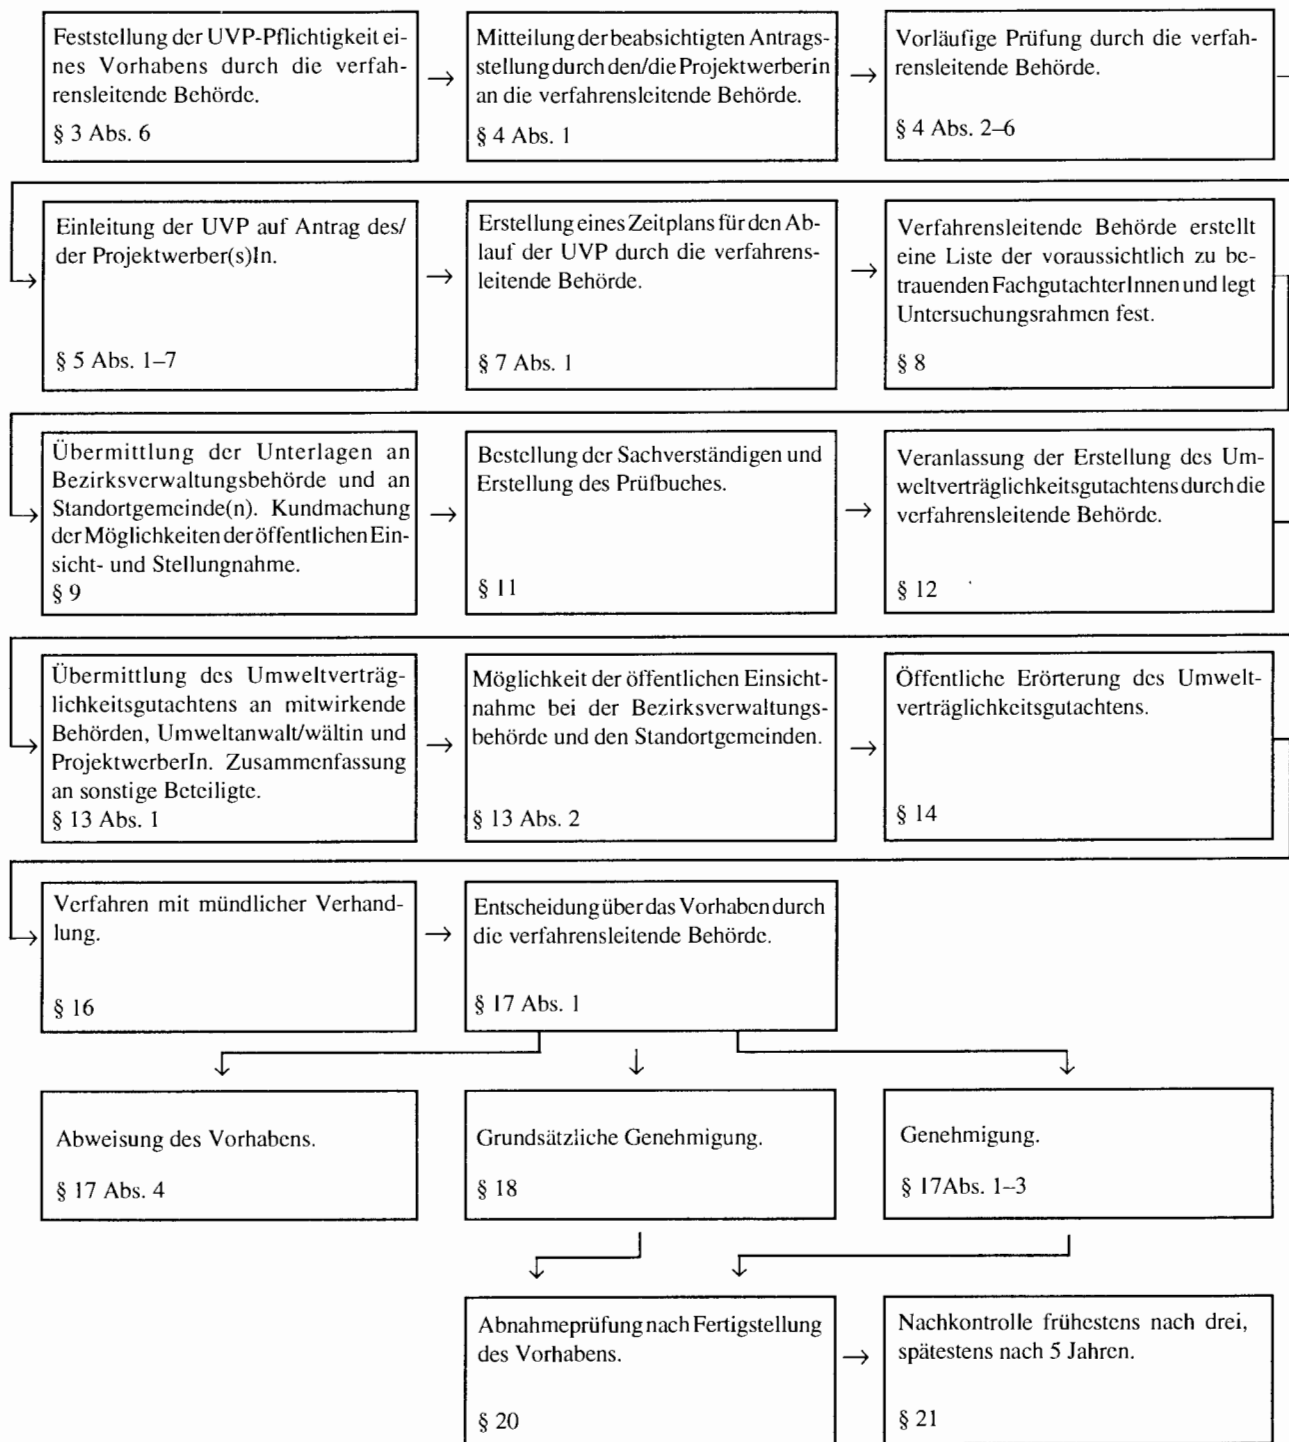 Feststellung der UVP-Pflichtigkeit ei-
nes Vorhabens durch die verfah-
rensleitende Behörde.
§ 3 Abs. 6
Mitteilung der beabsichtigten Antrags-
stellung durch den/die Projektwerberin
an die verfahrensleitende Behörde.
§ 4 Abs. 1
Vorläufige Prüfung durch die verfah-
rensleitende Behörde.
§ 4 Abs. 2–6
Einleitung der UVP auf Antrag des/
der Projektwerber(s)In.
§ 5 Abs. 1–7
Erstellung eines Zeitplans für den Ab-
lauf der UVP durch die verfahrens-
leitende Behörde.
§ 7 Abs. 1
Verfahrensleitende Behörde erstellt
eine Liste der voraussichtlich zu be-
trauenden FachgutachterInnen und legt
Untersuchungsrahmen fest.
§ 8
Übermittlung der Unterlagen an
Bezirksverwaltungsbehörde und an
Standortgemeinde(n). Kundmachung
der Möglichkeiten der öffentlichen Ein-
sicht- und Stellungnahme.
§ 9
Bestellung der Sachverständigen und
Erstellung des Prüfbuches.
§ 11
Veranlassung der Erstellung des Um-
weltverträglichkeitsgutachtens durch die
verfahrensleitende Behörde.
§ 12
Übermittlung des Umweltverträg-
lichkeitsgutachtens an mitwirkende
Behörden, Umweltanwalt/wältin und
ProjektwerberIn. Zusammenfassung
an sonstige Beteiligte.
§ 13 Abs. 1
Möglichkeit der öffentlichen Einsicht-
nahme bei der Bezirksverwaltungs-
behörde und den Standortgemeinden.
§ 13 Abs. 2
Öffentliche Erörterung des Umwelt-
verträglichkeitsgutachtens.
§ 14
Verfahren mit mündlicher Verhand-
lung.
§ 16
Entscheidung über das Vorhaben durch
die verfahrensleitende Behörde.
§ 17 Abs. 1
Abweisung des Vorhabens.
§ 17 Abs. 4
Grundsätzliche Genehmigung.
§ 18
Genehmigung.
§ 17Abs. 1–3
Abnahmeprüfung nach Fertigstellung
des Vorhabens.
§ 20
Nachkontrolle frühestens nach drei,
spätestens nach 5 Jahren.
§ 21